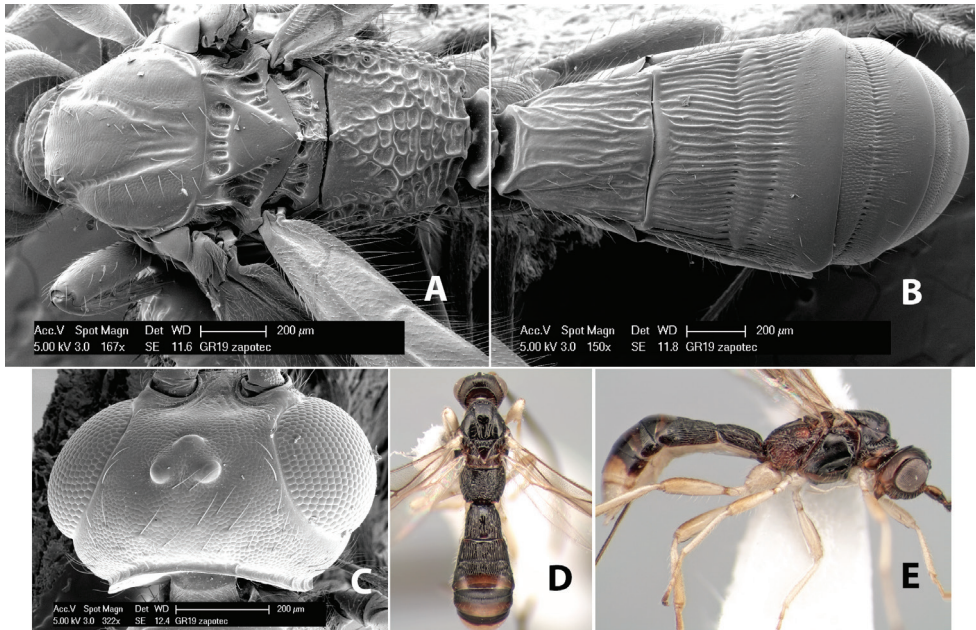 A
Acc.V Spot Magn Det WD 200 µm
5.00 kV 3.0 167x SE 11.6 GR19 zapotec
B
Acc.V Spot Magn Det WD 200 µm
5.00 kV 3.0 150x SE 11.8 GR19 zapotec
C
Acc.V Spot Magn Det WD 200 µm
5.00 kV 3.0 322x SE 12.4 GR19 zapotec
D
E